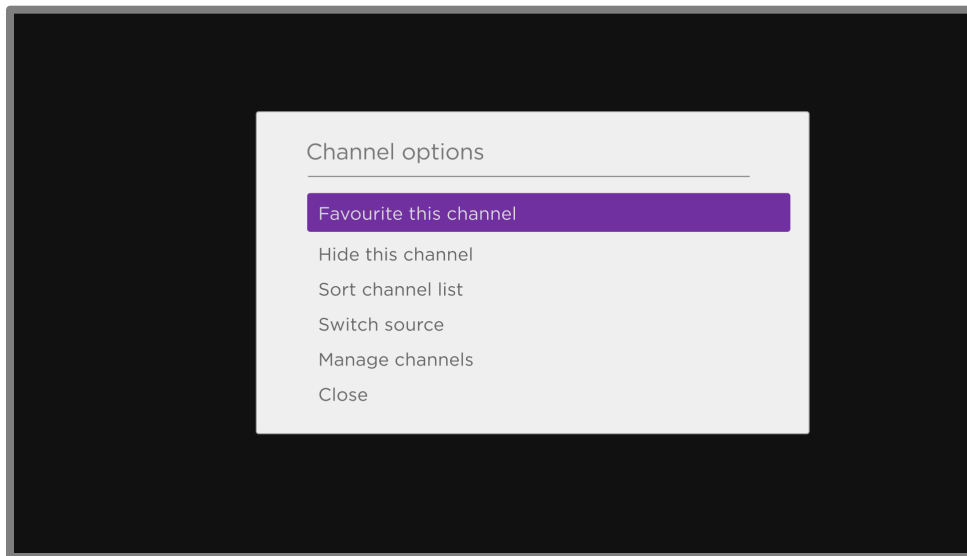 Channel options
Favourite this channel
Hide this channel
Sort channel list
Switch source
Manage channels
Close